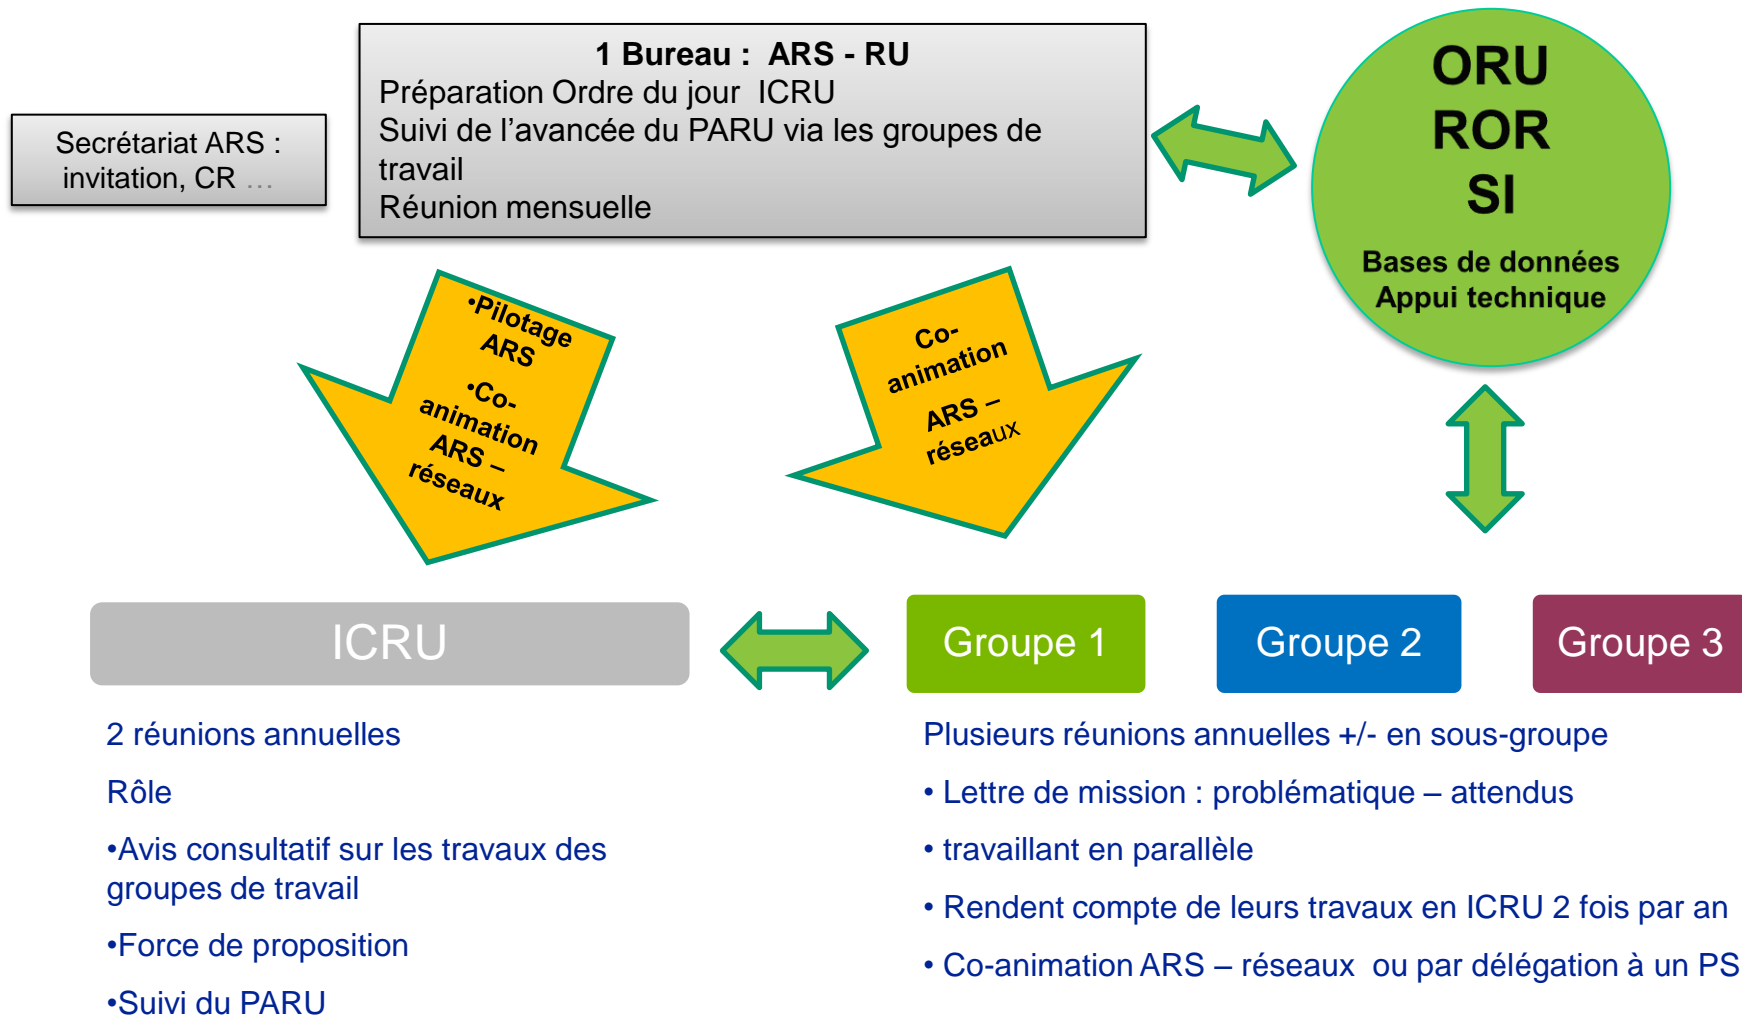 1 Bureau :  ARS - RU
Préparation Ordre du jour  ICRU
Suivi de l’avancée du PARU via les groupes de
travail
Réunion mensuelle
Secrétariat ARS :
invitation, CR …
ORU
ROR
SI
Bases de données
Appui technique
•Pilotage
ARS
•Co-
animation
ARS –
réseaux
Co-
animation
ARS –
réseaux
ICRU
Groupe 1
Groupe 2
Groupe 3
2 réunions annuelles
Rôle
•Avis consultatif sur les travaux des
groupes de travail
•Force de proposition
•Suivi du PARU
Plusieurs réunions annuelles +/- en sous-groupe
• Lettre de mission : problématique – attendus
• travaillant en parallèle
• Rendent compte de leurs travaux en ICRU 2 fois par an
• Co-animation ARS – réseaux  ou par délégation à un PS